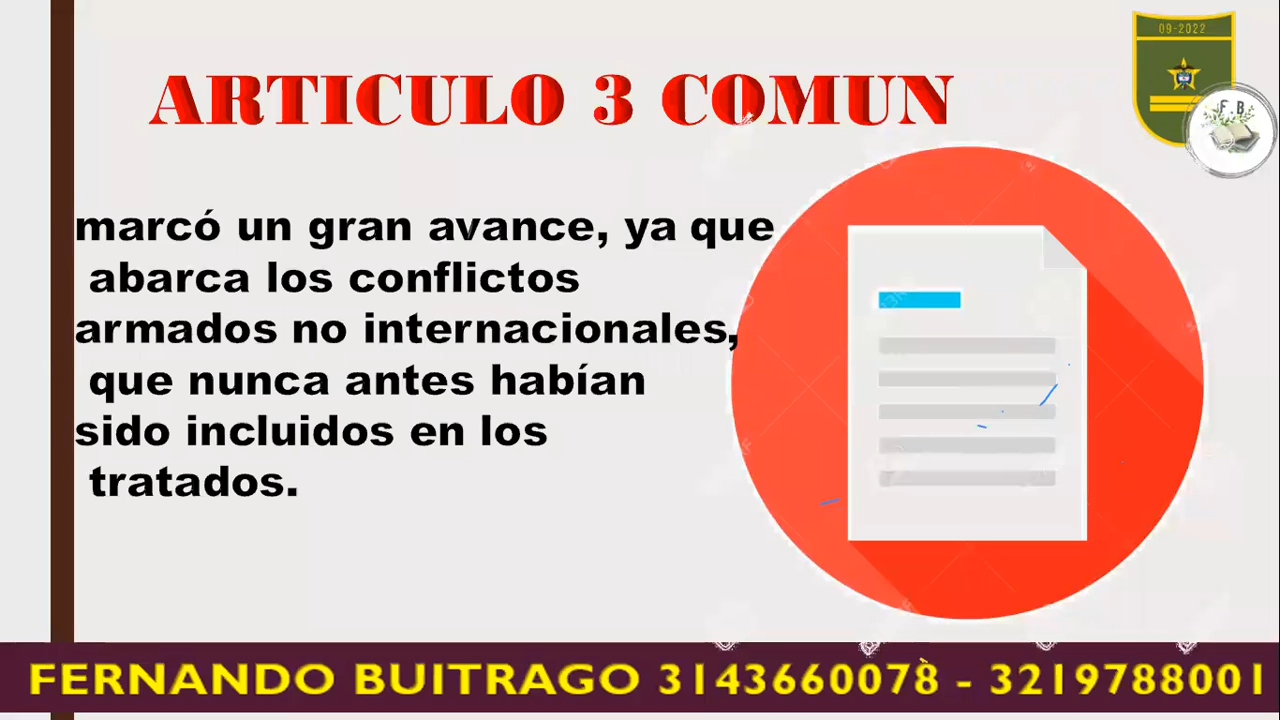 09-2022
ARTICULO 3 COMUN
F. B.
marcó un gran avance, ya que
abarca los conflictos
armados no internacionales,
que nunca antes habían
sido incluidos en los
tratados.
FERNANDO BUITRAGO 3143660078 - 3219788001